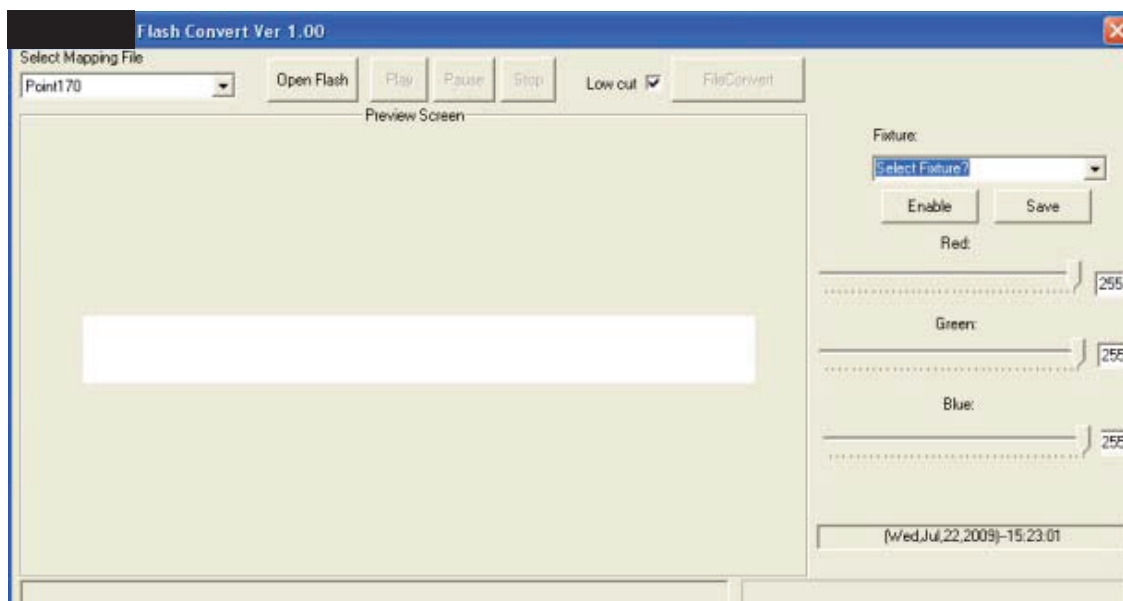 Flash Convert Ver 1.00
Select Mapping File
Point170
Open Flash
Play
Pause
Stop
Low cut
FileConvert
Preview Screen
Fixture:
Select Fixture?
Enable
Save
Red:
255
Green:
255
Blue:
255
(Wed,Jul,22,2009)--15:23:01